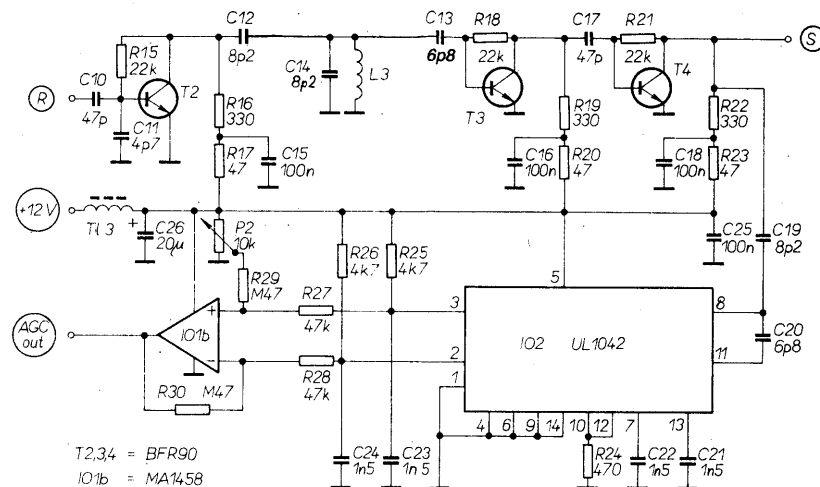 C12
8p2
C13
6p8
R18
22k
C17
47p
R21
22k
S
R15
22k
C10
47p
R
T2
C11
4p7
C14
8p2
L3
T3
T4
R16
330
R17
47
C15
100n
R19
330
C16
100n
R20
47
R22
330
C18
100n
R23
47
+12V
Tl 3
+
C26
20µ
P2
10k
R26
4k7
R25
4k7
C25
100n
C19
8p2
R29
M47
R27
47k
5
3
8
AGC
out
IO1b
+
−
IO2 UL1042
C20
6p8
2
11
R28
47k
1
R30 M47
4
6
9
14
10
12
7
13
C24
1n5
C23
1n5
R24
470
C22
1n5
C21
1n5
T2,3,4 = BFR90
IO1b = MA1458